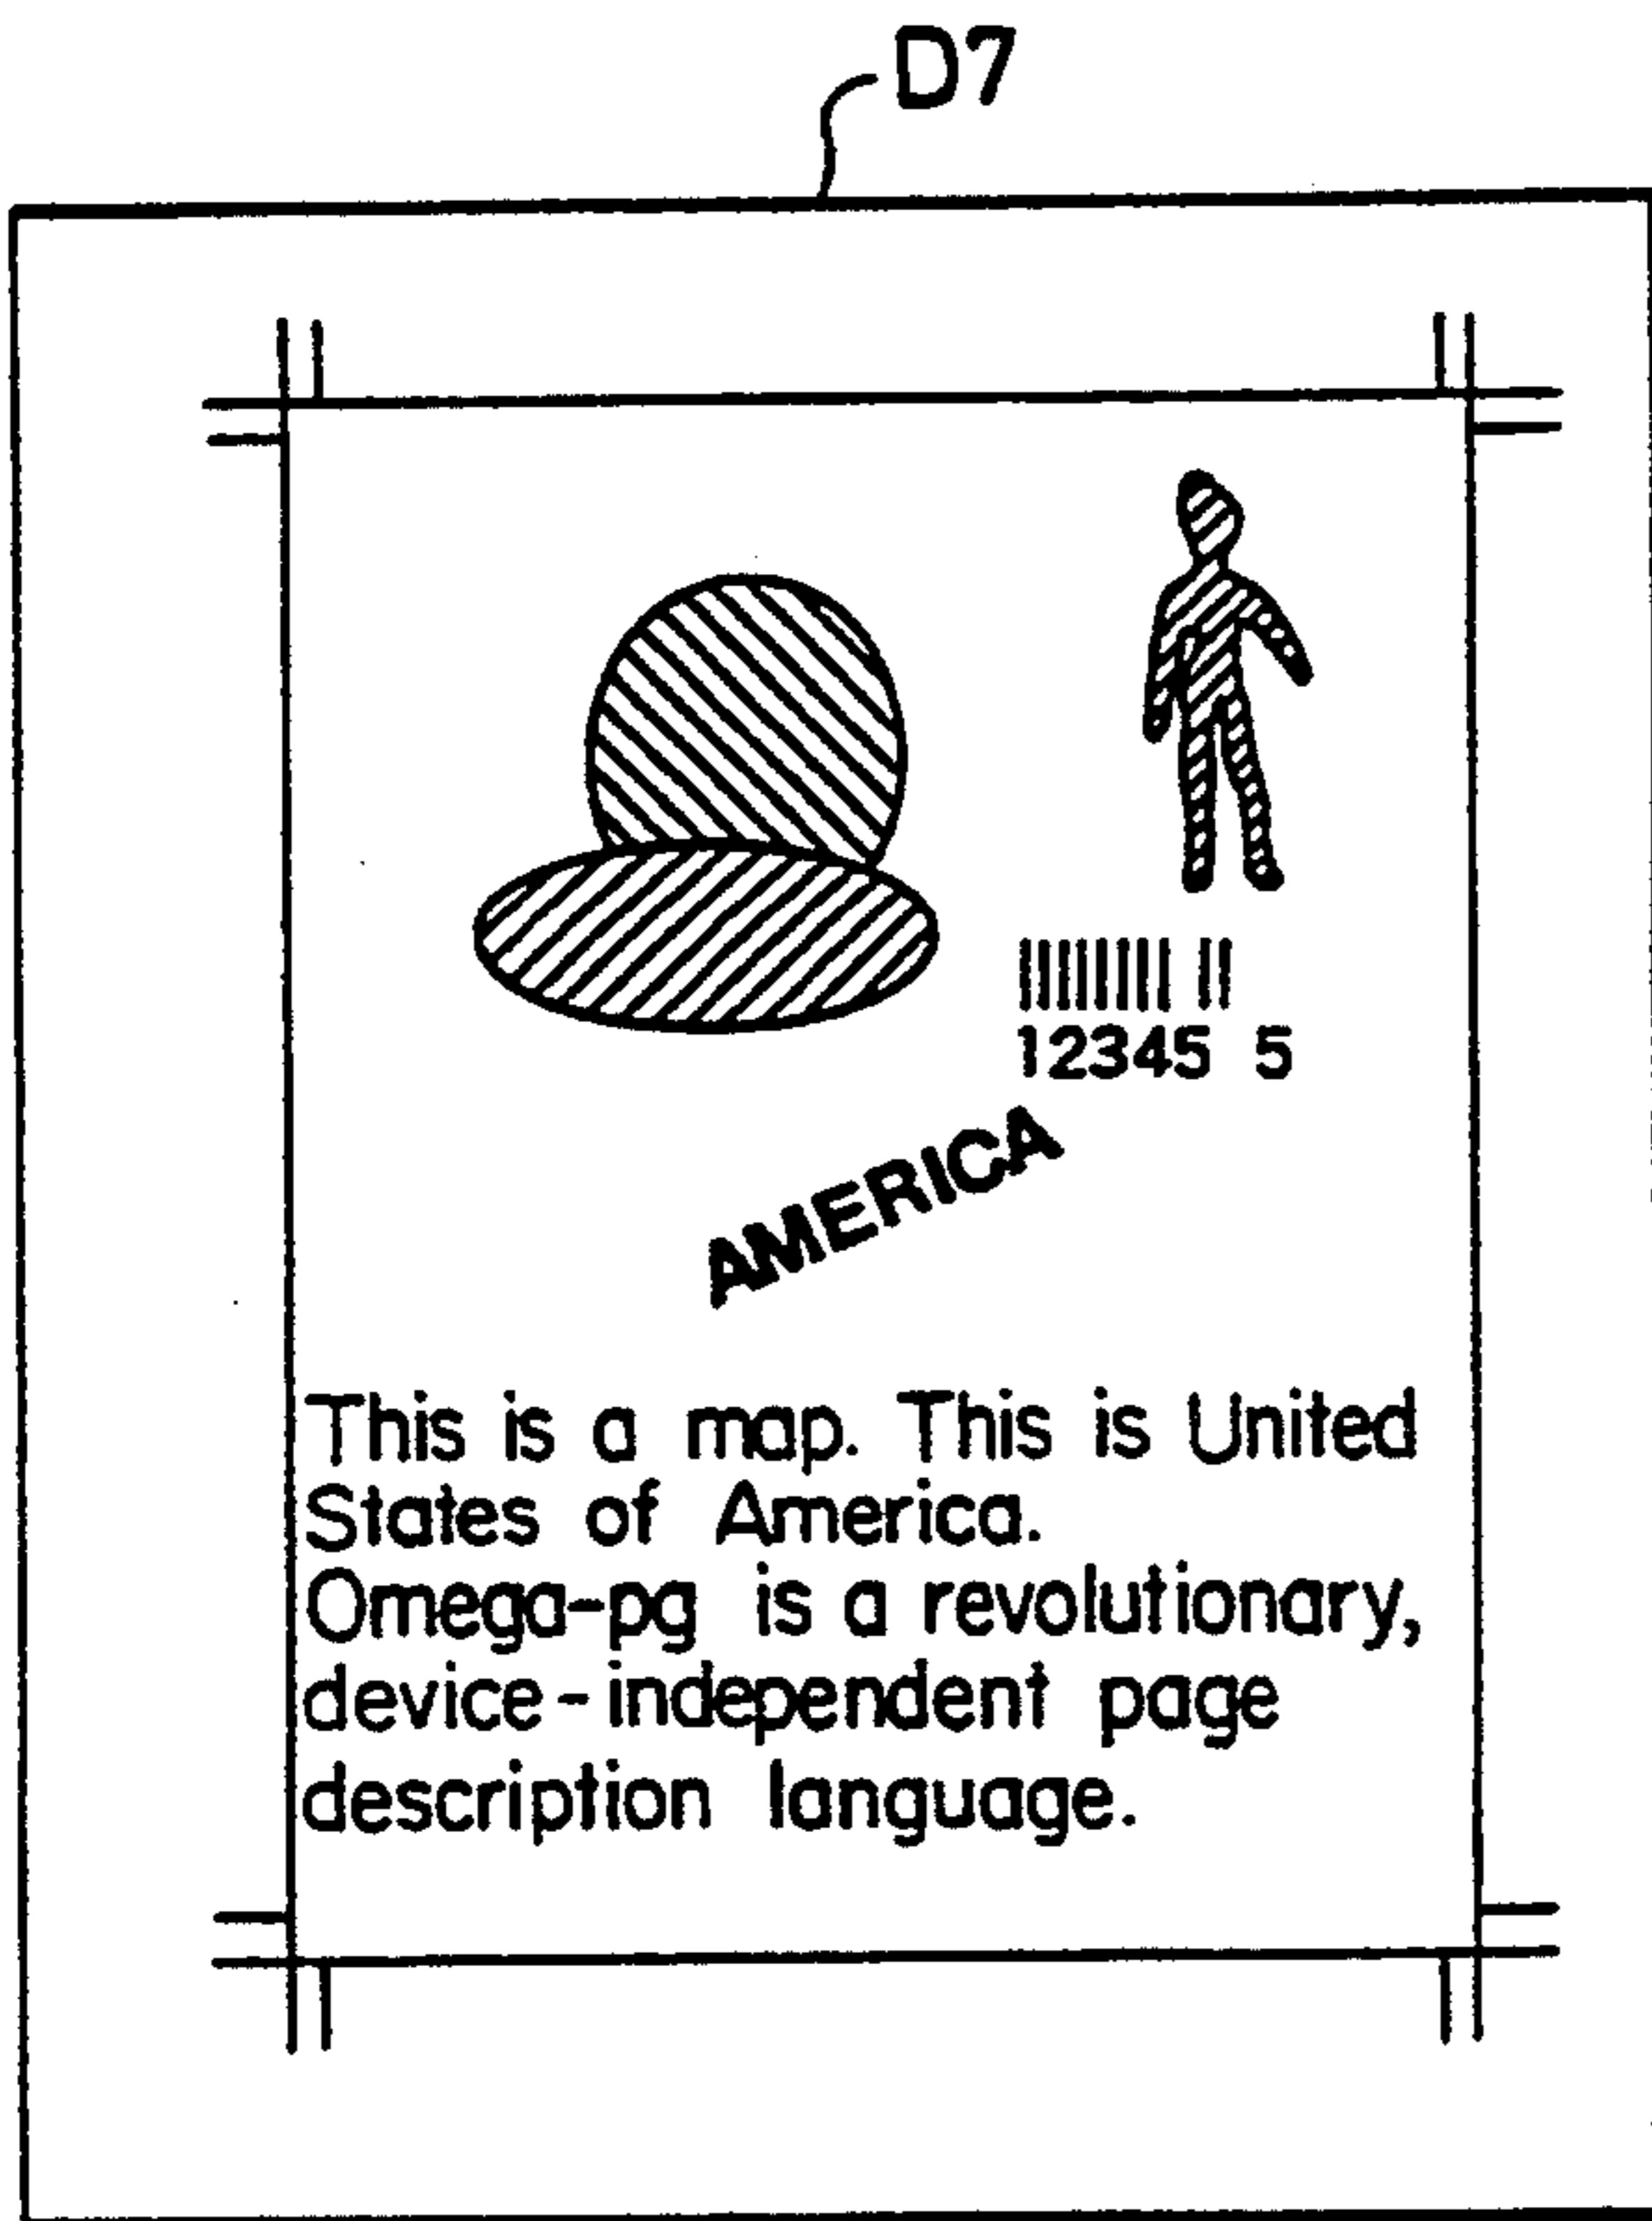 D7
12345 5
AMERICA
This is a map. This is United
States of America.
Omega-pg is a revolutionary,
device-independent page
description language.